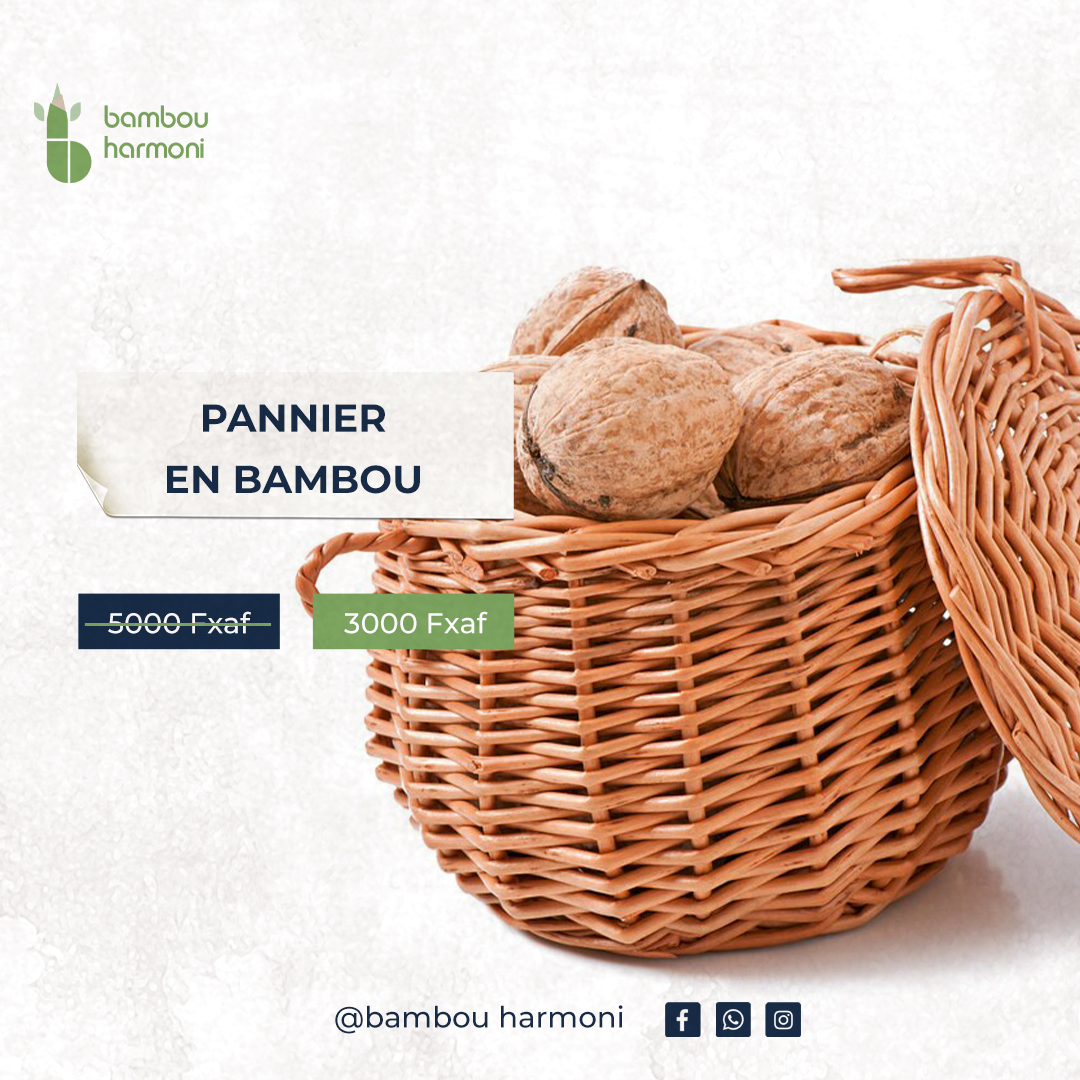 bambou
harmoni
PANNIER
EN BAMBOU
5000 Fxaf
3000 Fxaf
@bambou harmoni